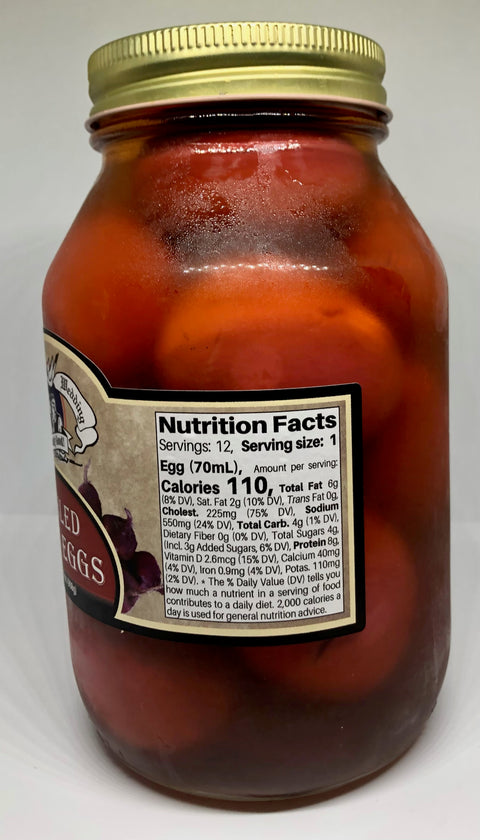 Wedding
LED
EGGS
Nutrition Facts
Servings: 12, Serving size: 1
Egg (70mL), Amount per serving:
Calories 110, Total Fat 6g
(8% DV), Sat. Fat 2g (10% DV), Trans Fat 0g,
Cholest. 225mg (75% DV), Sodium
550mg (24% DV), Total Carb. 4g (1% DV),
Dietary Fiber 0g (0% DV), Total Sugars 4g,
(Incl. 3g Added Sugars, 6% DV), Protein 8g,
Vitamin D 2.6mcg (15% DV), Calcium 40mg
(4% DV), Iron 0.9mg (4% DV), Potas. 110mg
(2% DV). * The % Daily Value (DV) tells you
how much a nutrient in a serving of food
contributes to a daily diet. 2,000 calories a
day is used for general nutrition advice.